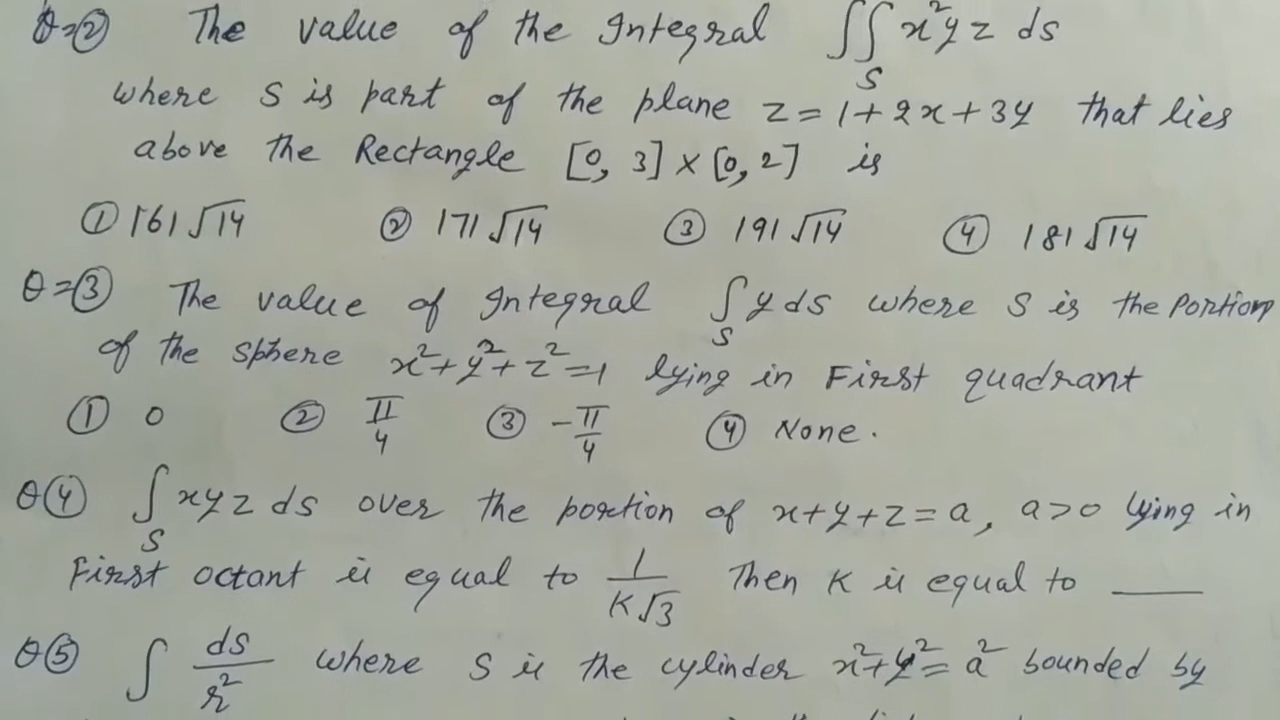 Q=② The value of the Integral ∬_S x²yz ds
where S is part of the plane z=1+2x+3y that lies
above the Rectangle [0, 3] × [0, 2] is
① 161√14 ② 171√14 ③ 191√14 ④ 181√14
Q=③ The value of Integral ∫_S y ds where S is the Portion
of the sphere x²+y²+z²=1 lying in First quadrant
① 0 ② π/4 ③ -π/4 ④ None.
Q④ ∫_S xyz ds over the portion of x+y+z=a, a>0 lying in
First octant is equal to 1/(K√3) Then K is equal to ____
Q⑤ ∫ ds/r² where S is the cylinder x²+y²=a² bounded by